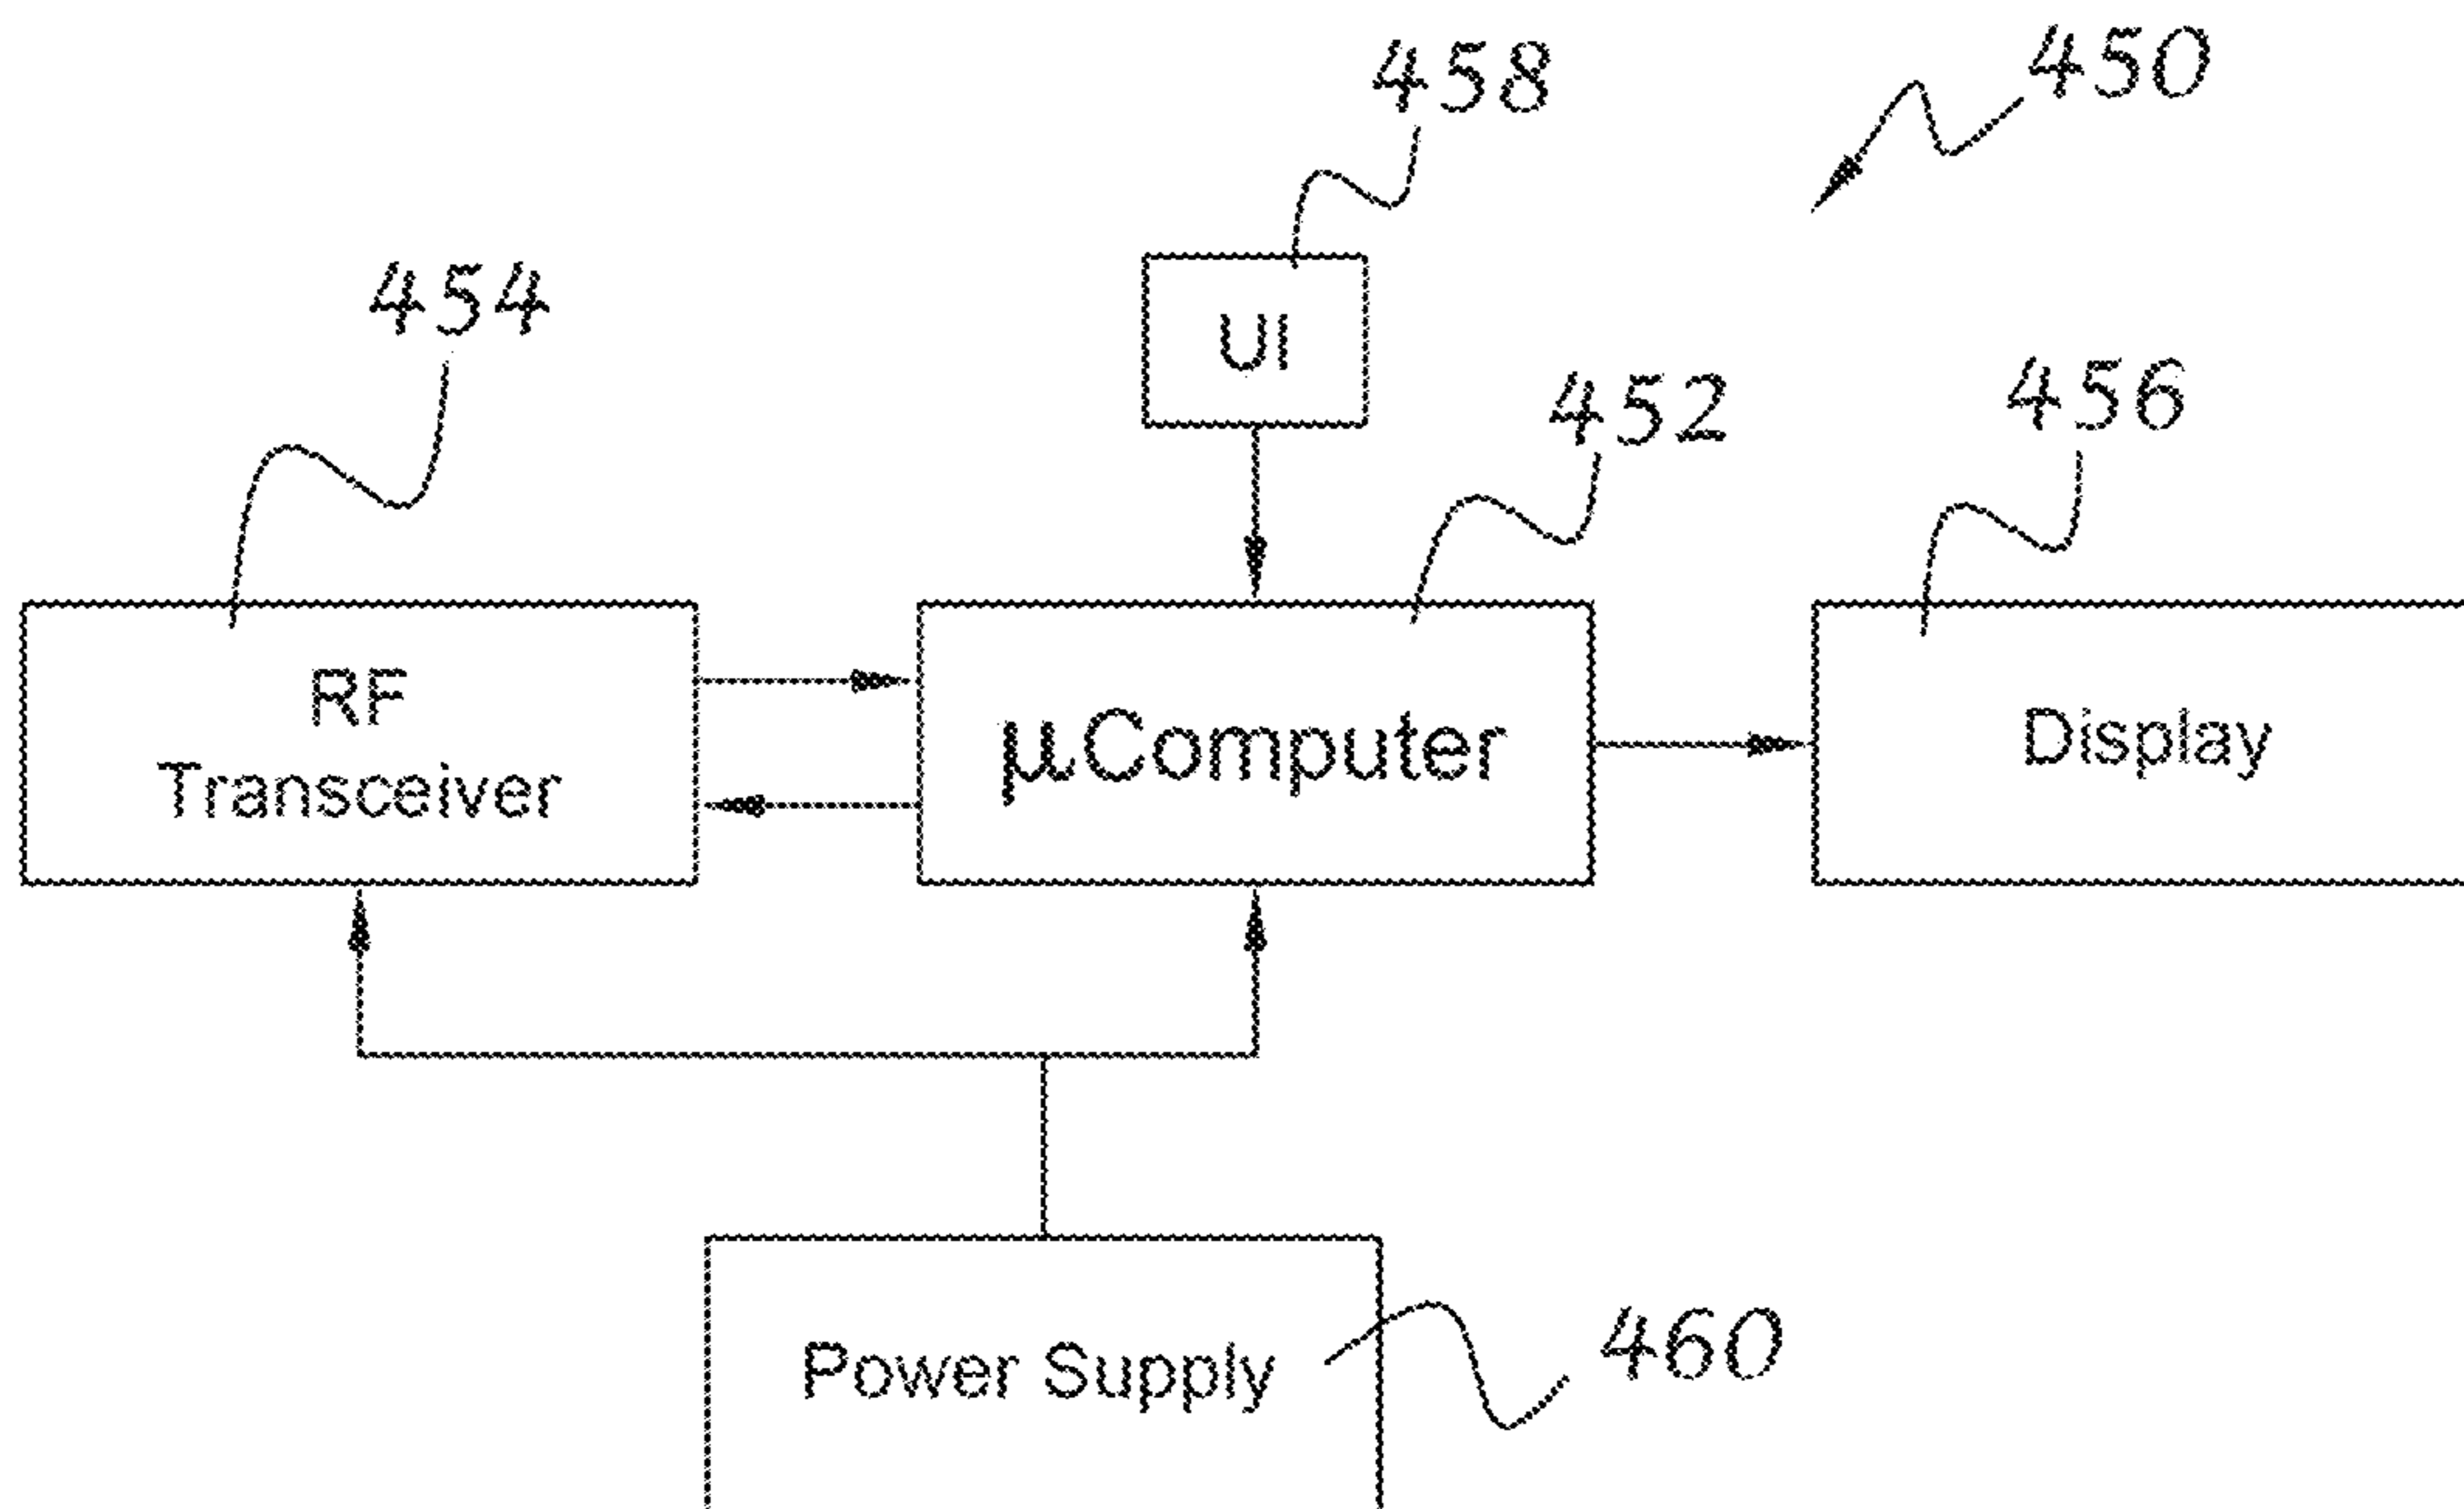 458
450
454
UI
452
456
RF
Transceiver
µComputer
Display
Power Supply
460